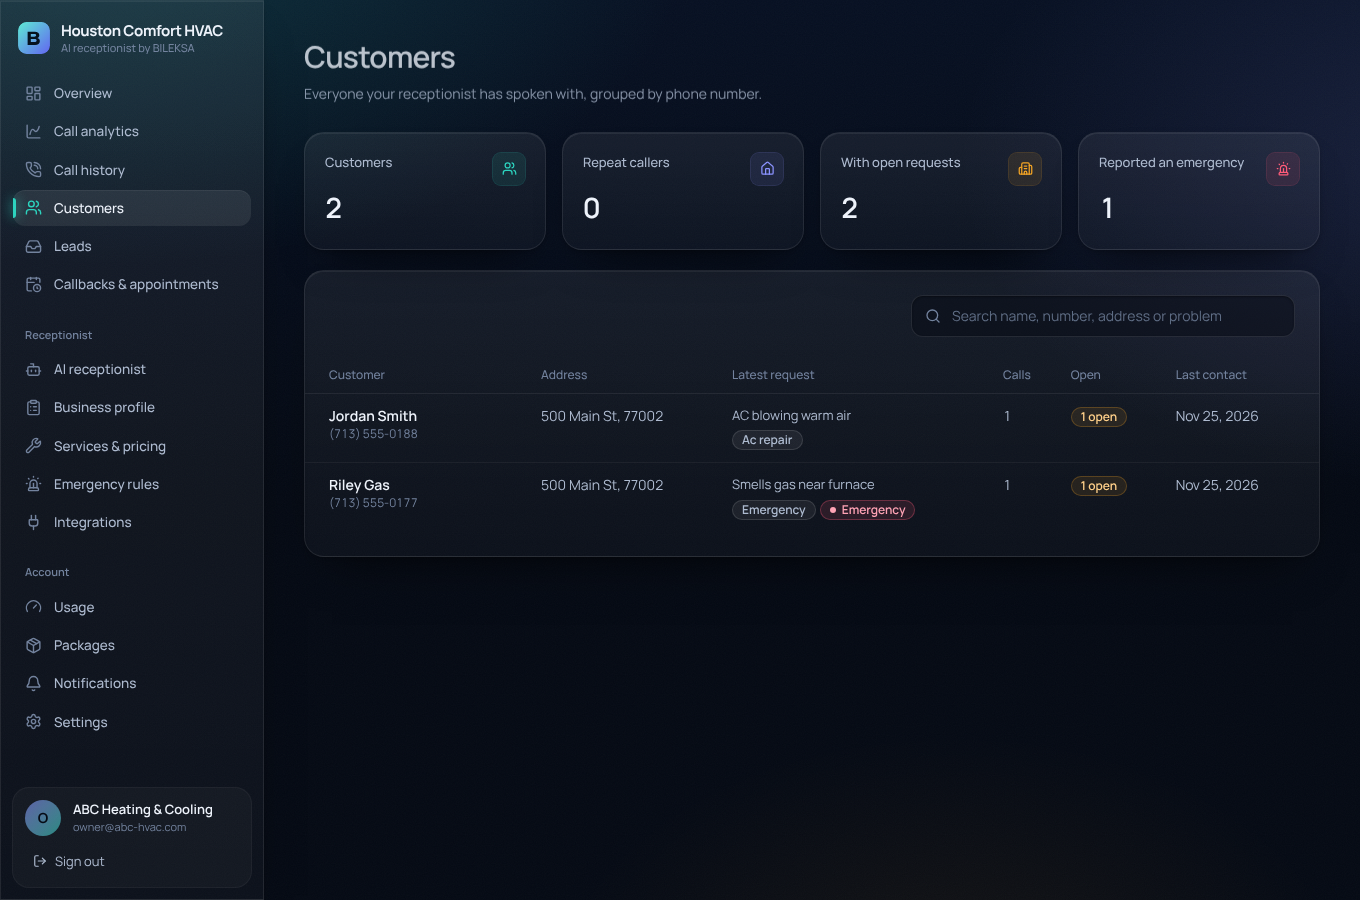 B
Houston Comfort HVAC
AI receptionist by BILEKSA
Overview
Call analytics
Call history
Customers
Leads
Callbacks & appointments
Receptionist
AI receptionist
Business profile
Services & pricing
Emergency rules
Integrations
Account
Usage
Packages
Notifications
Settings
O
ABC Heating & Cooling
owner@abc-hvac.com
Sign out
Customers
Everyone your receptionist has spoken with, grouped by phone number.
Customers
2
Repeat callers
0
With open requests
2
Reported an emergency
1
Search name, number, address or problem
Customer Address Latest request Calls Open Last contact
Jordan Smith 500 Main St, 77002 AC blowing warm air 1 1 open Nov 25, 2026
(713) 555-0188 Ac repair
Riley Gas 500 Main St, 77002 Smells gas near furnace 1 1 open Nov 25, 2026
(713) 555-0177 Emergency Emergency